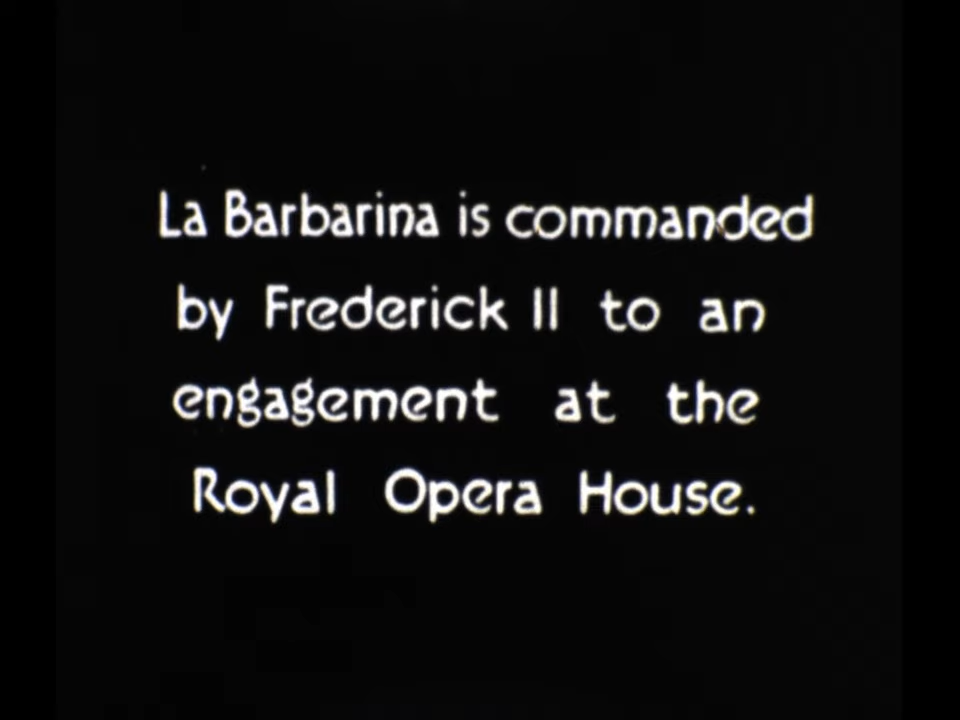 La Barbarina is commanded
by Frederick II to an
engagement at the
Royal Opera House.